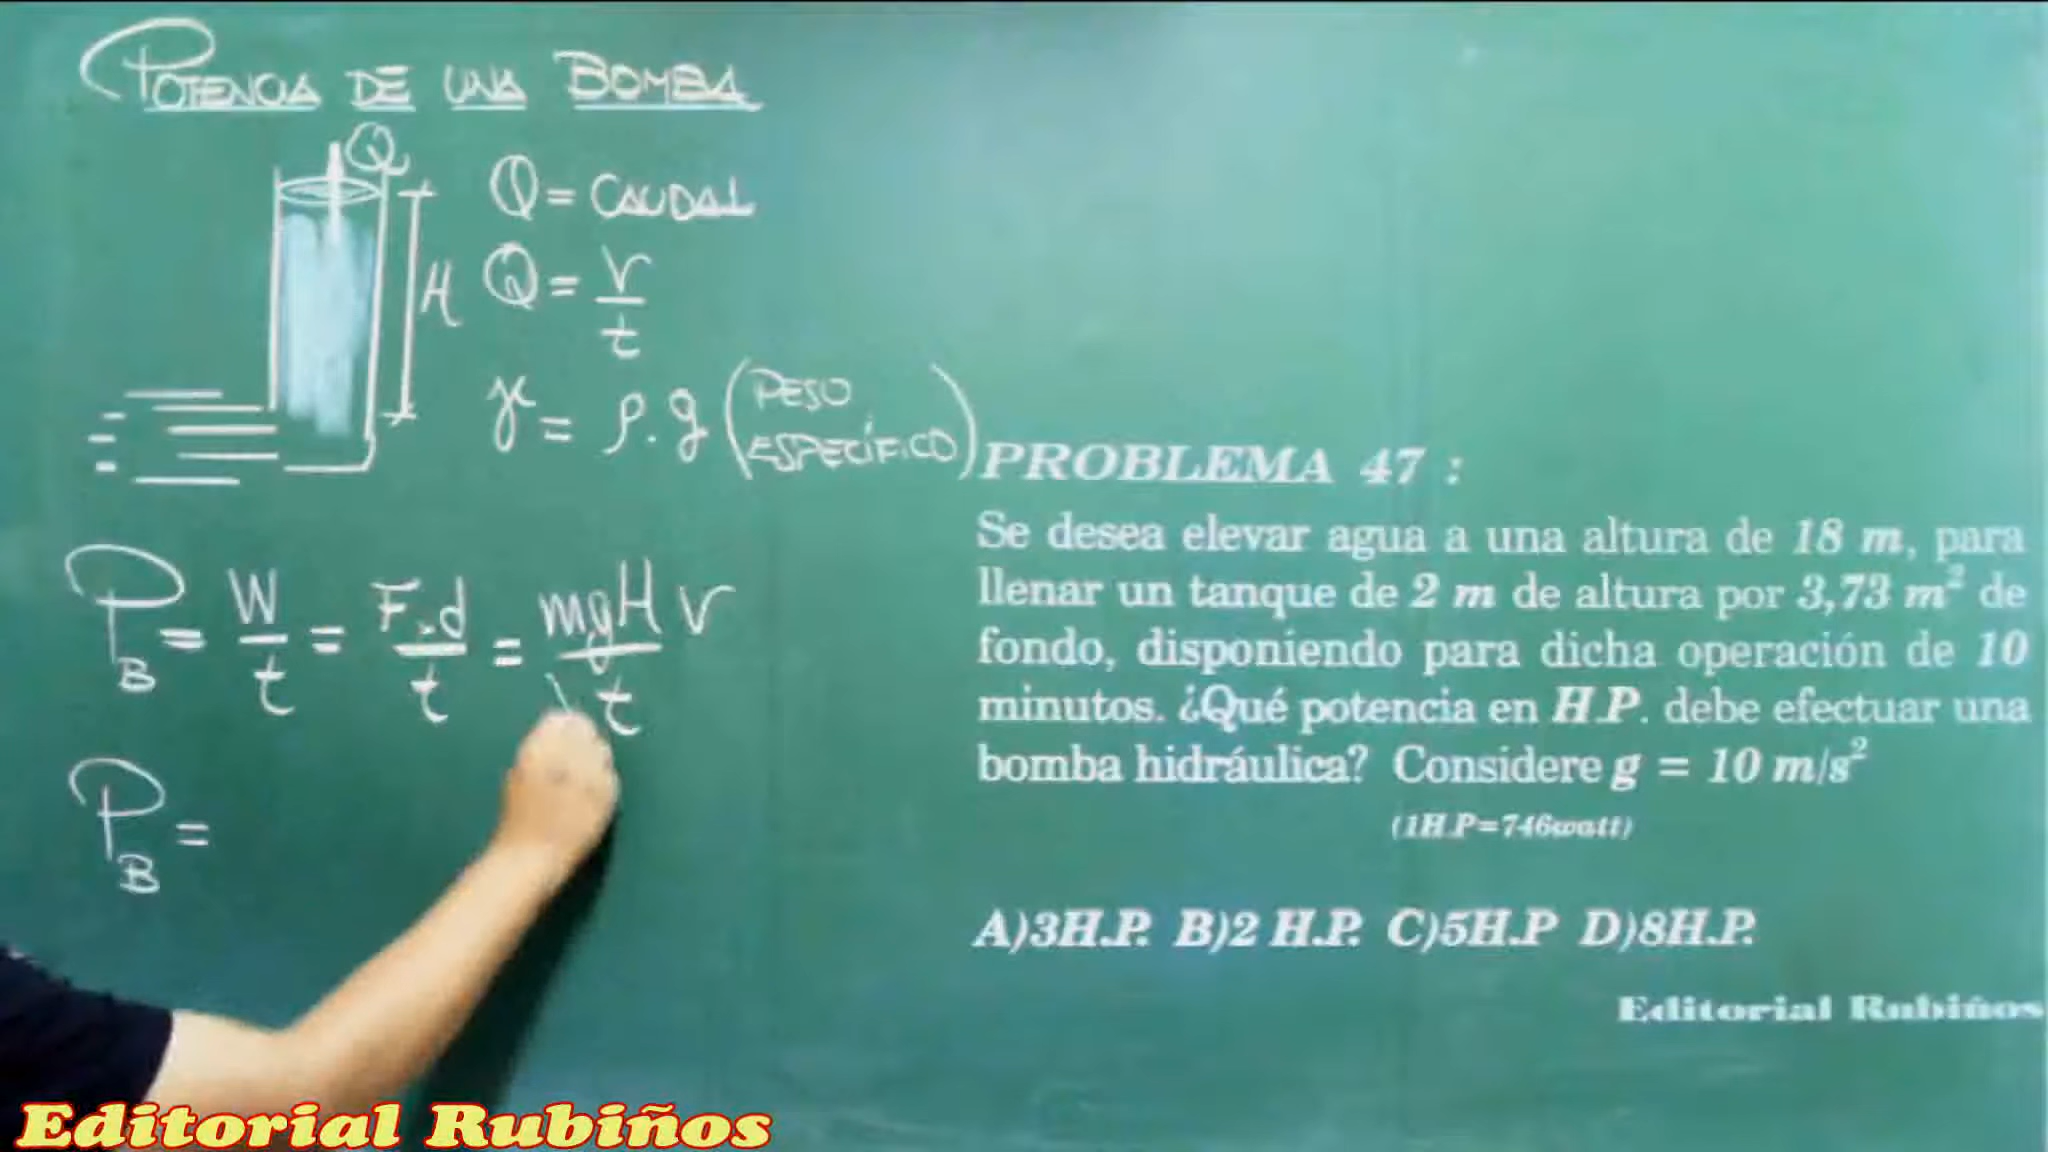 POTENCIA DE UNA BOMBA
Q
H
Q = CAUDAL
Q = V/t
γ = ρ.g (PESO ESPECÍFICO)
P_B = W/t = F.d/t = mgH V/t
P_B =
PROBLEMA 47 :
Se desea elevar agua a una altura de 18 m, para
llenar un tanque de 2 m de altura por 3,73 m² de
fondo, disponiendo para dicha operación de 10
minutos. ¿Qué potencia en H.P. debe efectuar una
bomba hidráulica? Considere g = 10 m/s²
(1H.P=746watt)
A)3H.P. B)2 H.P. C)5H.P D)8H.P.
Editorial Rubiños
Editorial Rubiños